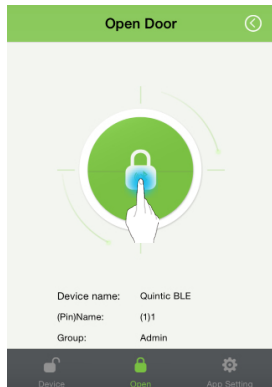 Open Door
Device name: Quintic BLE
(Pin)Name: (1)1
Group: Admin
Device Open App Setting